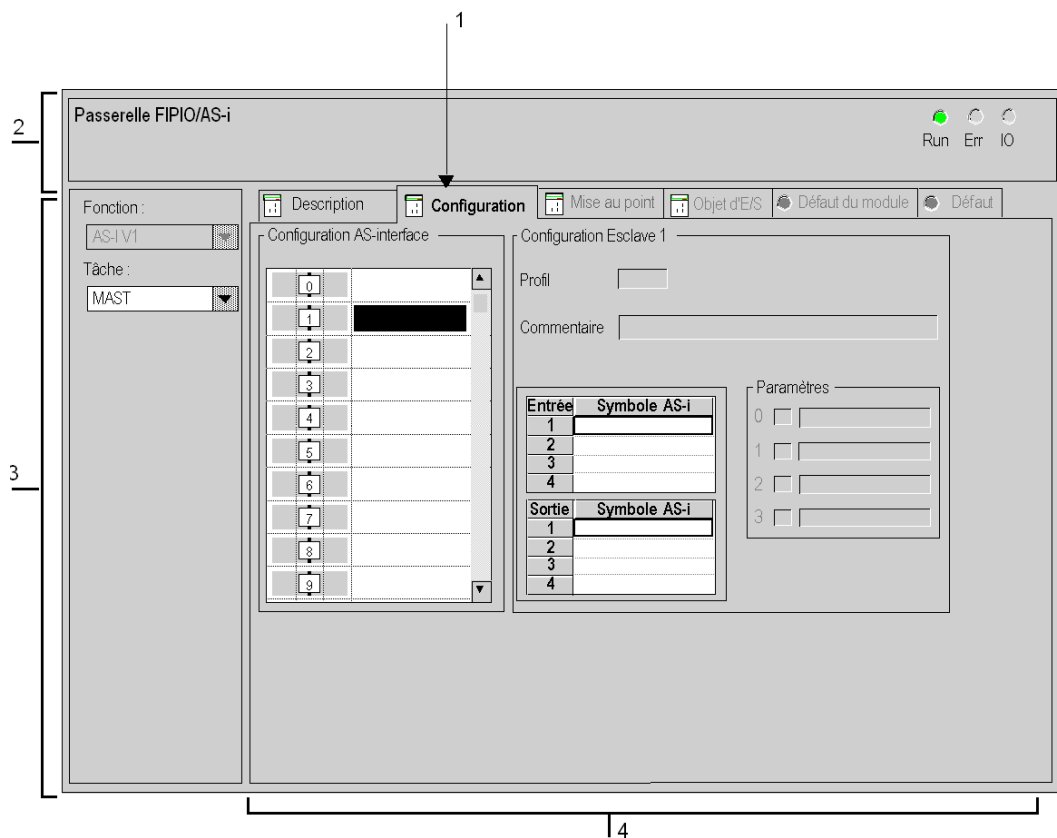 1
2
Passerelle FIPIO/AS-i
Run Err IO
3
Fonction :
AS-I V1
Tâche :
MAST
Description
Configuration
Mise au point
Objet d'E/S
Défaut du module
Défaut
Configuration AS-interface
0
1
2
3
4
5
6
7
8
9
Configuration Esclave 1
Profil
Commentaire
Entrée Symbole AS-i
1
2
3
4
Sortie Symbole AS-i
1
2
3
4
Paramètres
0
1
2
3
4